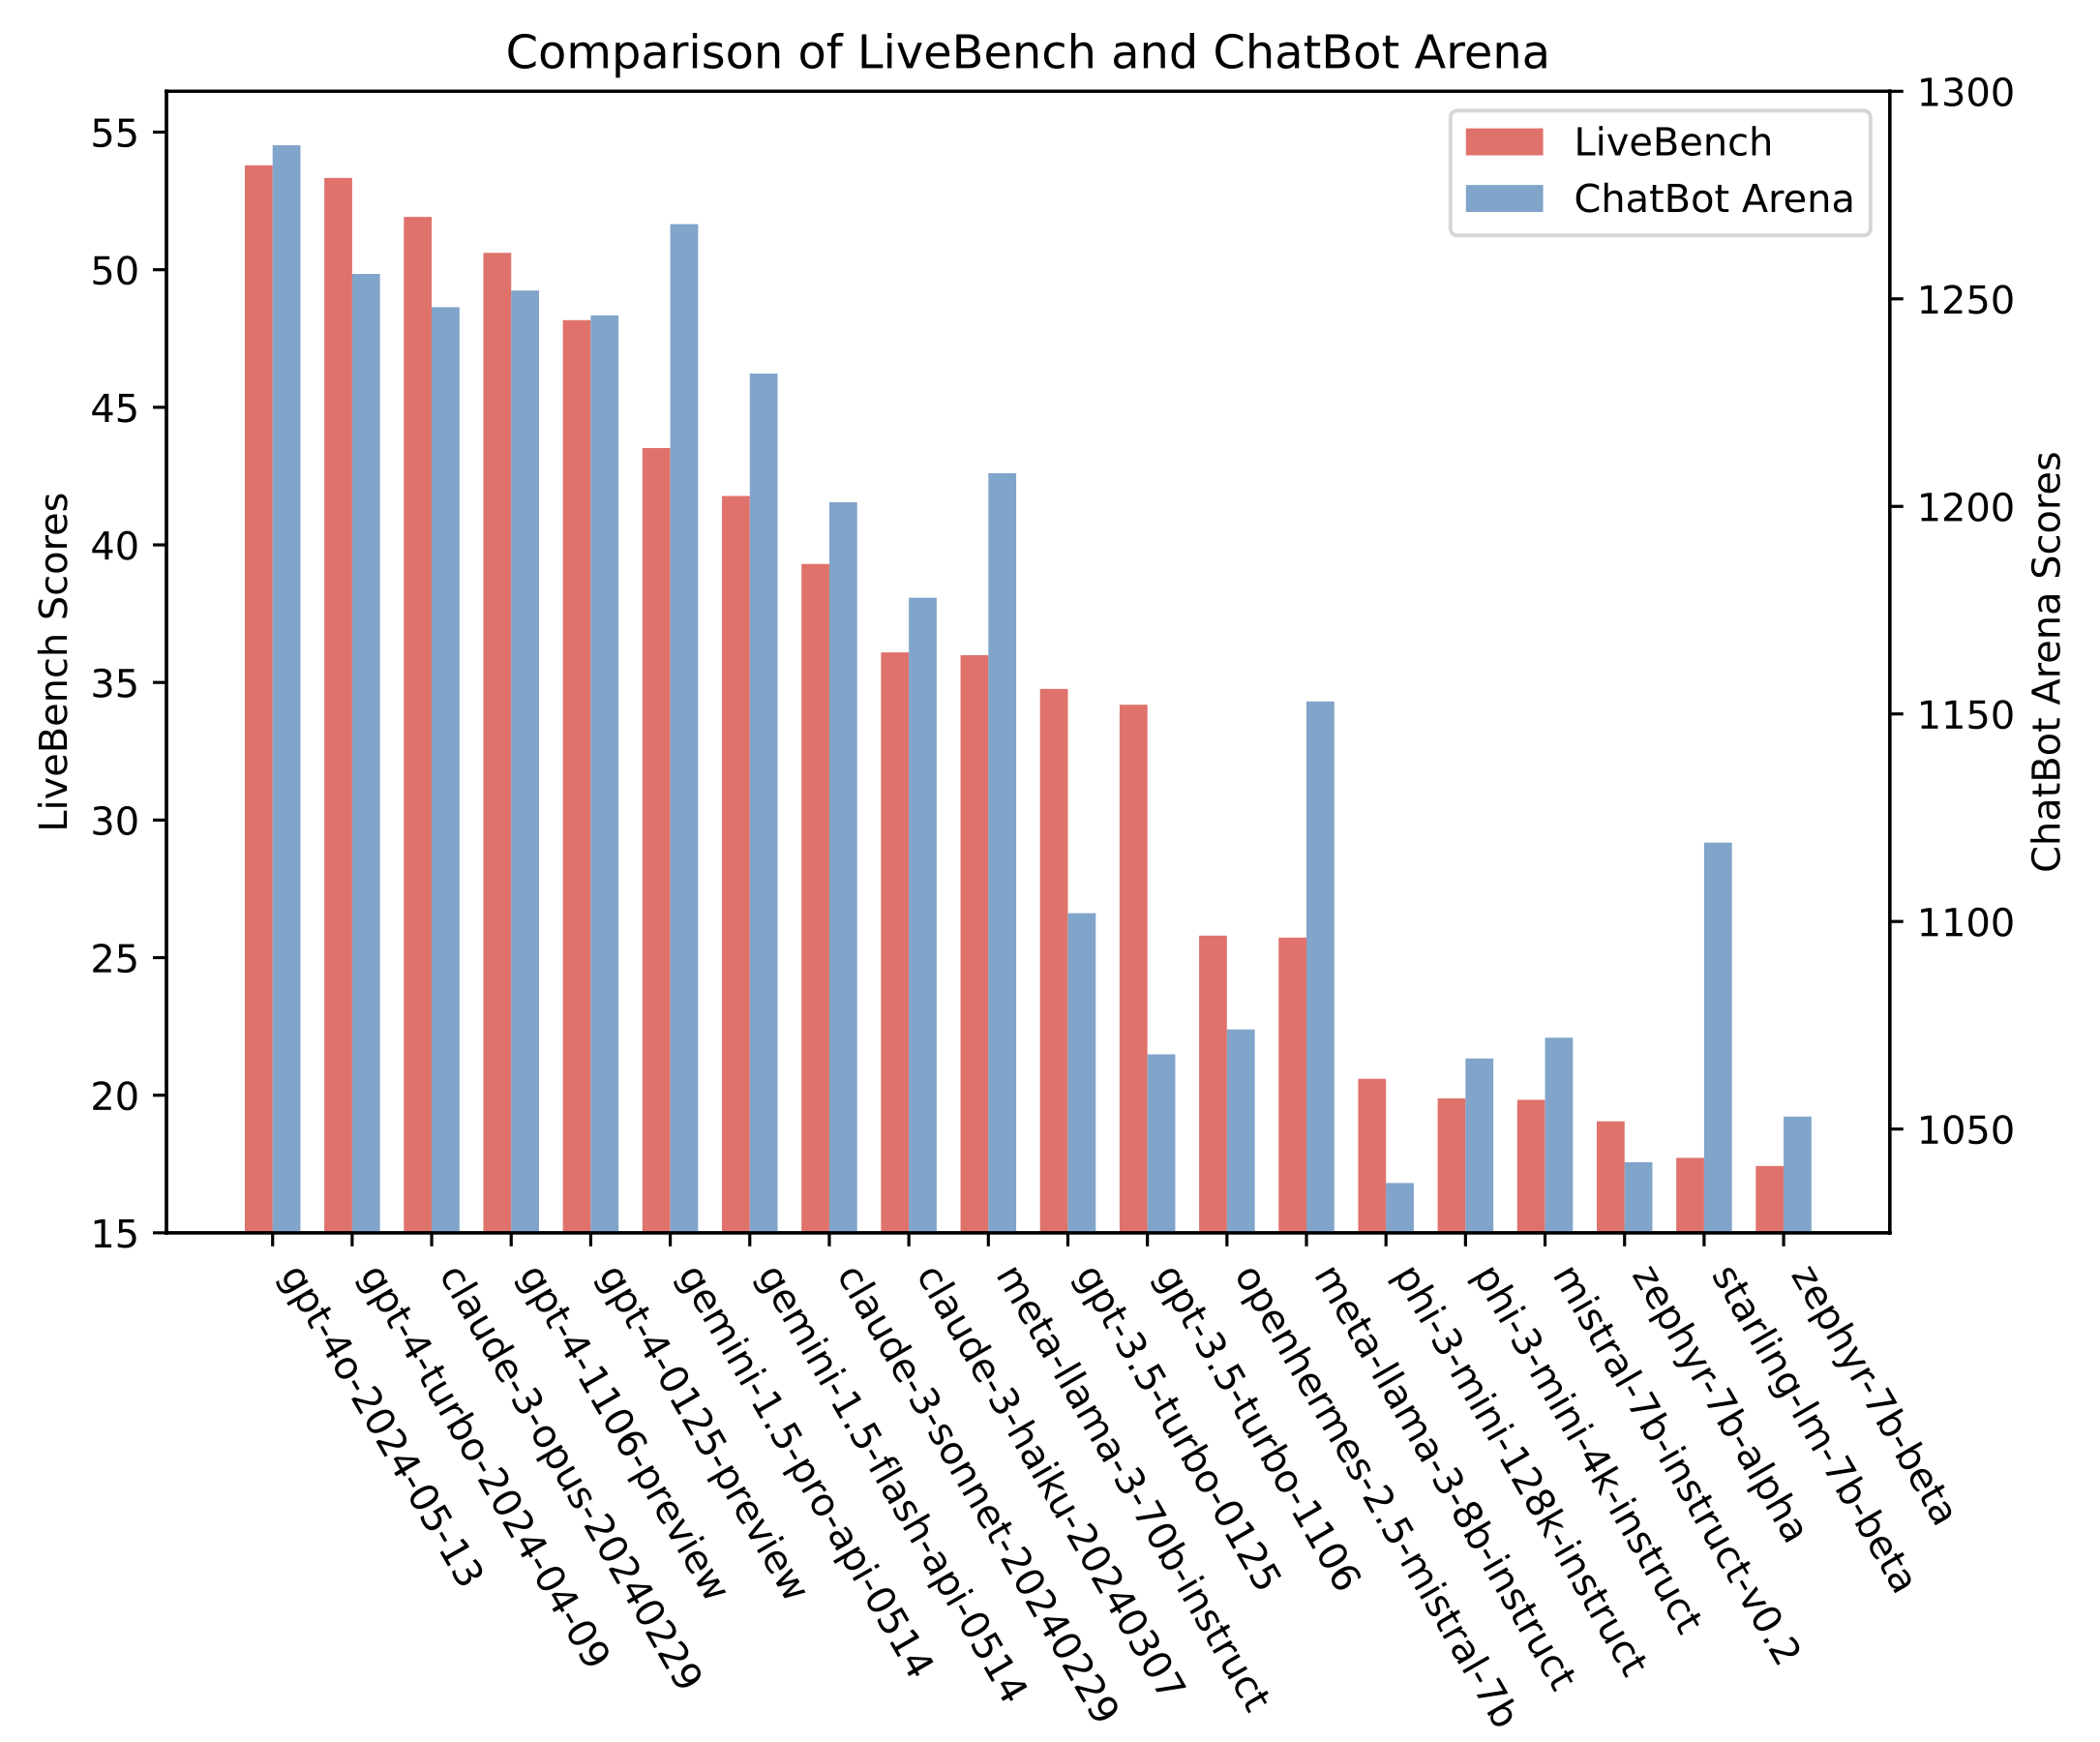 Comparison of LiveBench and ChatBot Arena
LiveBench
ChatBot Arena
LiveBench Scores
55
50
45
40
35
30
25
20
15
1300
1250
1200
1150
1100
1050
ChatBot Arena Scores
gpt-4o-2024-05-13
gpt-4-turbo-2024-04-09
claude-3-opus-20240229
gpt-4-1106-preview
gpt-4-0125-preview
gemini-1.5-pro-api-0514
gemini-1.5-flash-api-0514
claude-3-sonnet-20240229
claude-3-haiku-20240307
meta-llama-3-70b-instruct
gpt-3.5-turbo-0125
gpt-3.5-turbo-1106
openhermes-2.5-mistral-7b
meta-llama-3-8b-instruct
phi-3-mini-128k-instruct
phi-3-mini-4k-instruct
mistral-7b-instruct-v0.2
zephyr-7b-alpha
starling-lm-7b-beta
zephyr-7b-beta